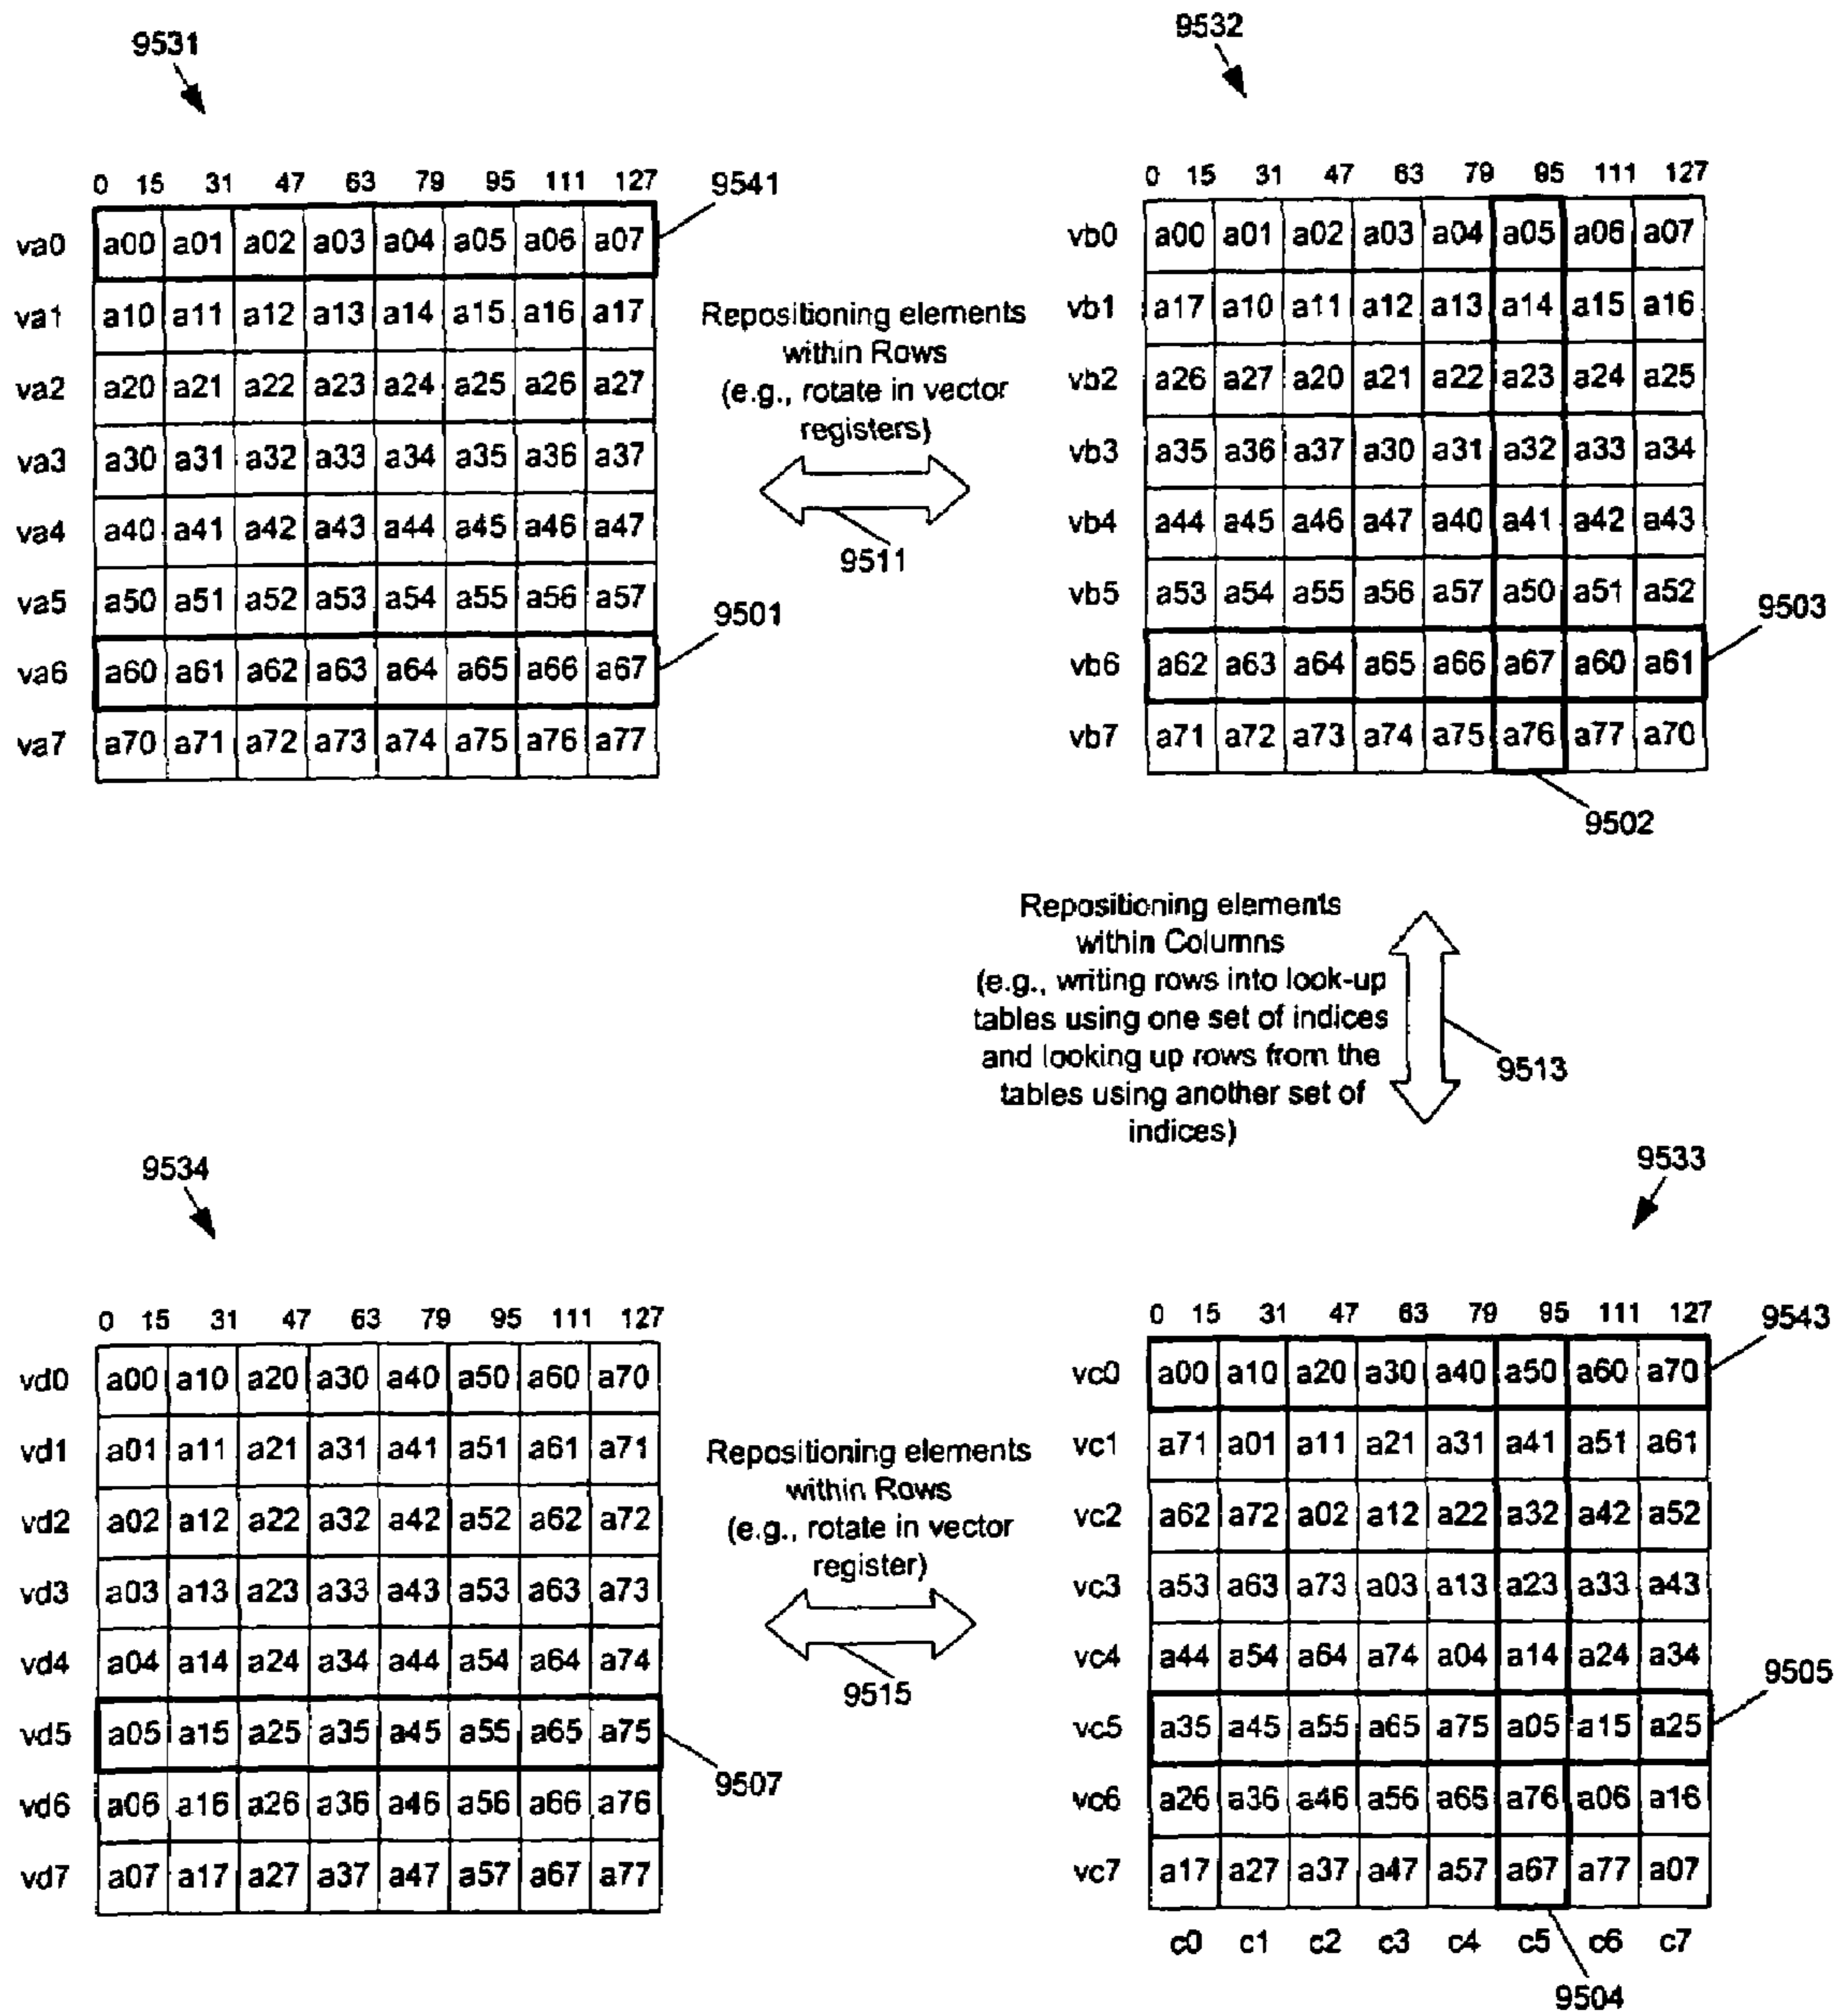 9531
9532
0 15 31 47 63 79 95 111 127
9541
va0 a00 a01 a02 a03 a04 a05 a06 a07
va1 a10 a11 a12 a13 a14 a15 a16 a17
va2 a20 a21 a22 a23 a24 a25 a26 a27
va3 a30 a31 a32 a33 a34 a35 a36 a37
va4 a40 a41 a42 a43 a44 a45 a46 a47
va5 a50 a51 a52 a53 a54 a55 a56 a57
9501
va6 a60 a61 a62 a63 a64 a65 a66 a67
va7 a70 a71 a72 a73 a74 a75 a76 a77
Repositioning elements
within Rows
(e.g., rotate in vector
registers)
9511
0 15 31 47 63 79 95 111 127
vb0 a00 a01 a02 a03 a04 a05 a06 a07
vb1 a17 a10 a11 a12 a13 a14 a15 a16
vb2 a26 a27 a20 a21 a22 a23 a24 a25
vb3 a35 a36 a37 a30 a31 a32 a33 a34
vb4 a44 a45 a46 a47 a40 a41 a42 a43
vb5 a53 a54 a55 a56 a57 a50 a51 a52
9503
vb6 a62 a63 a64 a65 a66 a67 a60 a61
vb7 a71 a72 a73 a74 a75 a76 a77 a70
9502
Repositioning elements
within Columns
(e.g., writing rows into look-up
tables using one set of indices
and looking up rows from the
tables using another set of
indices)
9513
9534
9533
0 15 31 47 63 79 95 111 127
vd0 a00 a10 a20 a30 a40 a50 a60 a70
vd1 a01 a11 a21 a31 a41 a51 a61 a71
vd2 a02 a12 a22 a32 a42 a52 a62 a72
vd3 a03 a13 a23 a33 a43 a53 a63 a73
vd4 a04 a14 a24 a34 a44 a54 a64 a74
vd5 a05 a15 a25 a35 a45 a55 a65 a75
9507
vd6 a06 a16 a26 a36 a46 a56 a66 a76
vd7 a07 a17 a27 a37 a47 a57 a67 a77
Repositioning elements
within Rows
(e.g., rotate in vector
register)
9515
0 15 31 47 63 79 95 111 127
9543
vc0 a00 a10 a20 a30 a40 a50 a60 a70
vc1 a71 a01 a11 a21 a31 a41 a51 a61
vc2 a62 a72 a02 a12 a22 a32 a42 a52
vc3 a53 a63 a73 a03 a13 a23 a33 a43
vc4 a44 a54 a64 a74 a04 a14 a24 a34
9505
vc5 a35 a45 a55 a65 a75 a05 a15 a25
vc6 a26 a36 a46 a56 a66 a76 a06 a16
vc7 a17 a27 a37 a47 a57 a67 a77 a07
c0 c1 c2 c3 c4 c5 c6 c7
9504